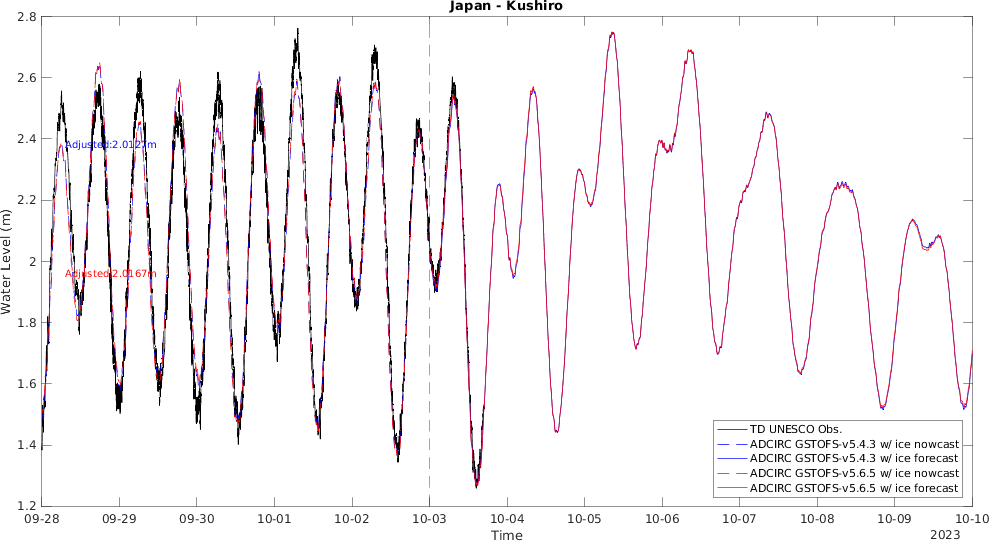 Japan - Kushiro
2.8
2.6
2.4
2.2
2
1.8
1.6
1.4
1.2
Water Level (m)
Adjusted:2.0127m
Adjusted:2.0167m
TD UNESCO Obs.
ADCIRC GSTOFS-v5.4.3 w/ ice nowcast
ADCIRC GSTOFS-v5.4.3 w/ ice forecast
ADCIRC GSTOFS-v5.6.5 w/ ice nowcast
ADCIRC GSTOFS-v5.6.5 w/ ice forecast
09-28 09-29 09-30 10-01 10-02 10-03 10-04 10-05 10-06 10-07 10-08 10-09 10-10
Time
2023